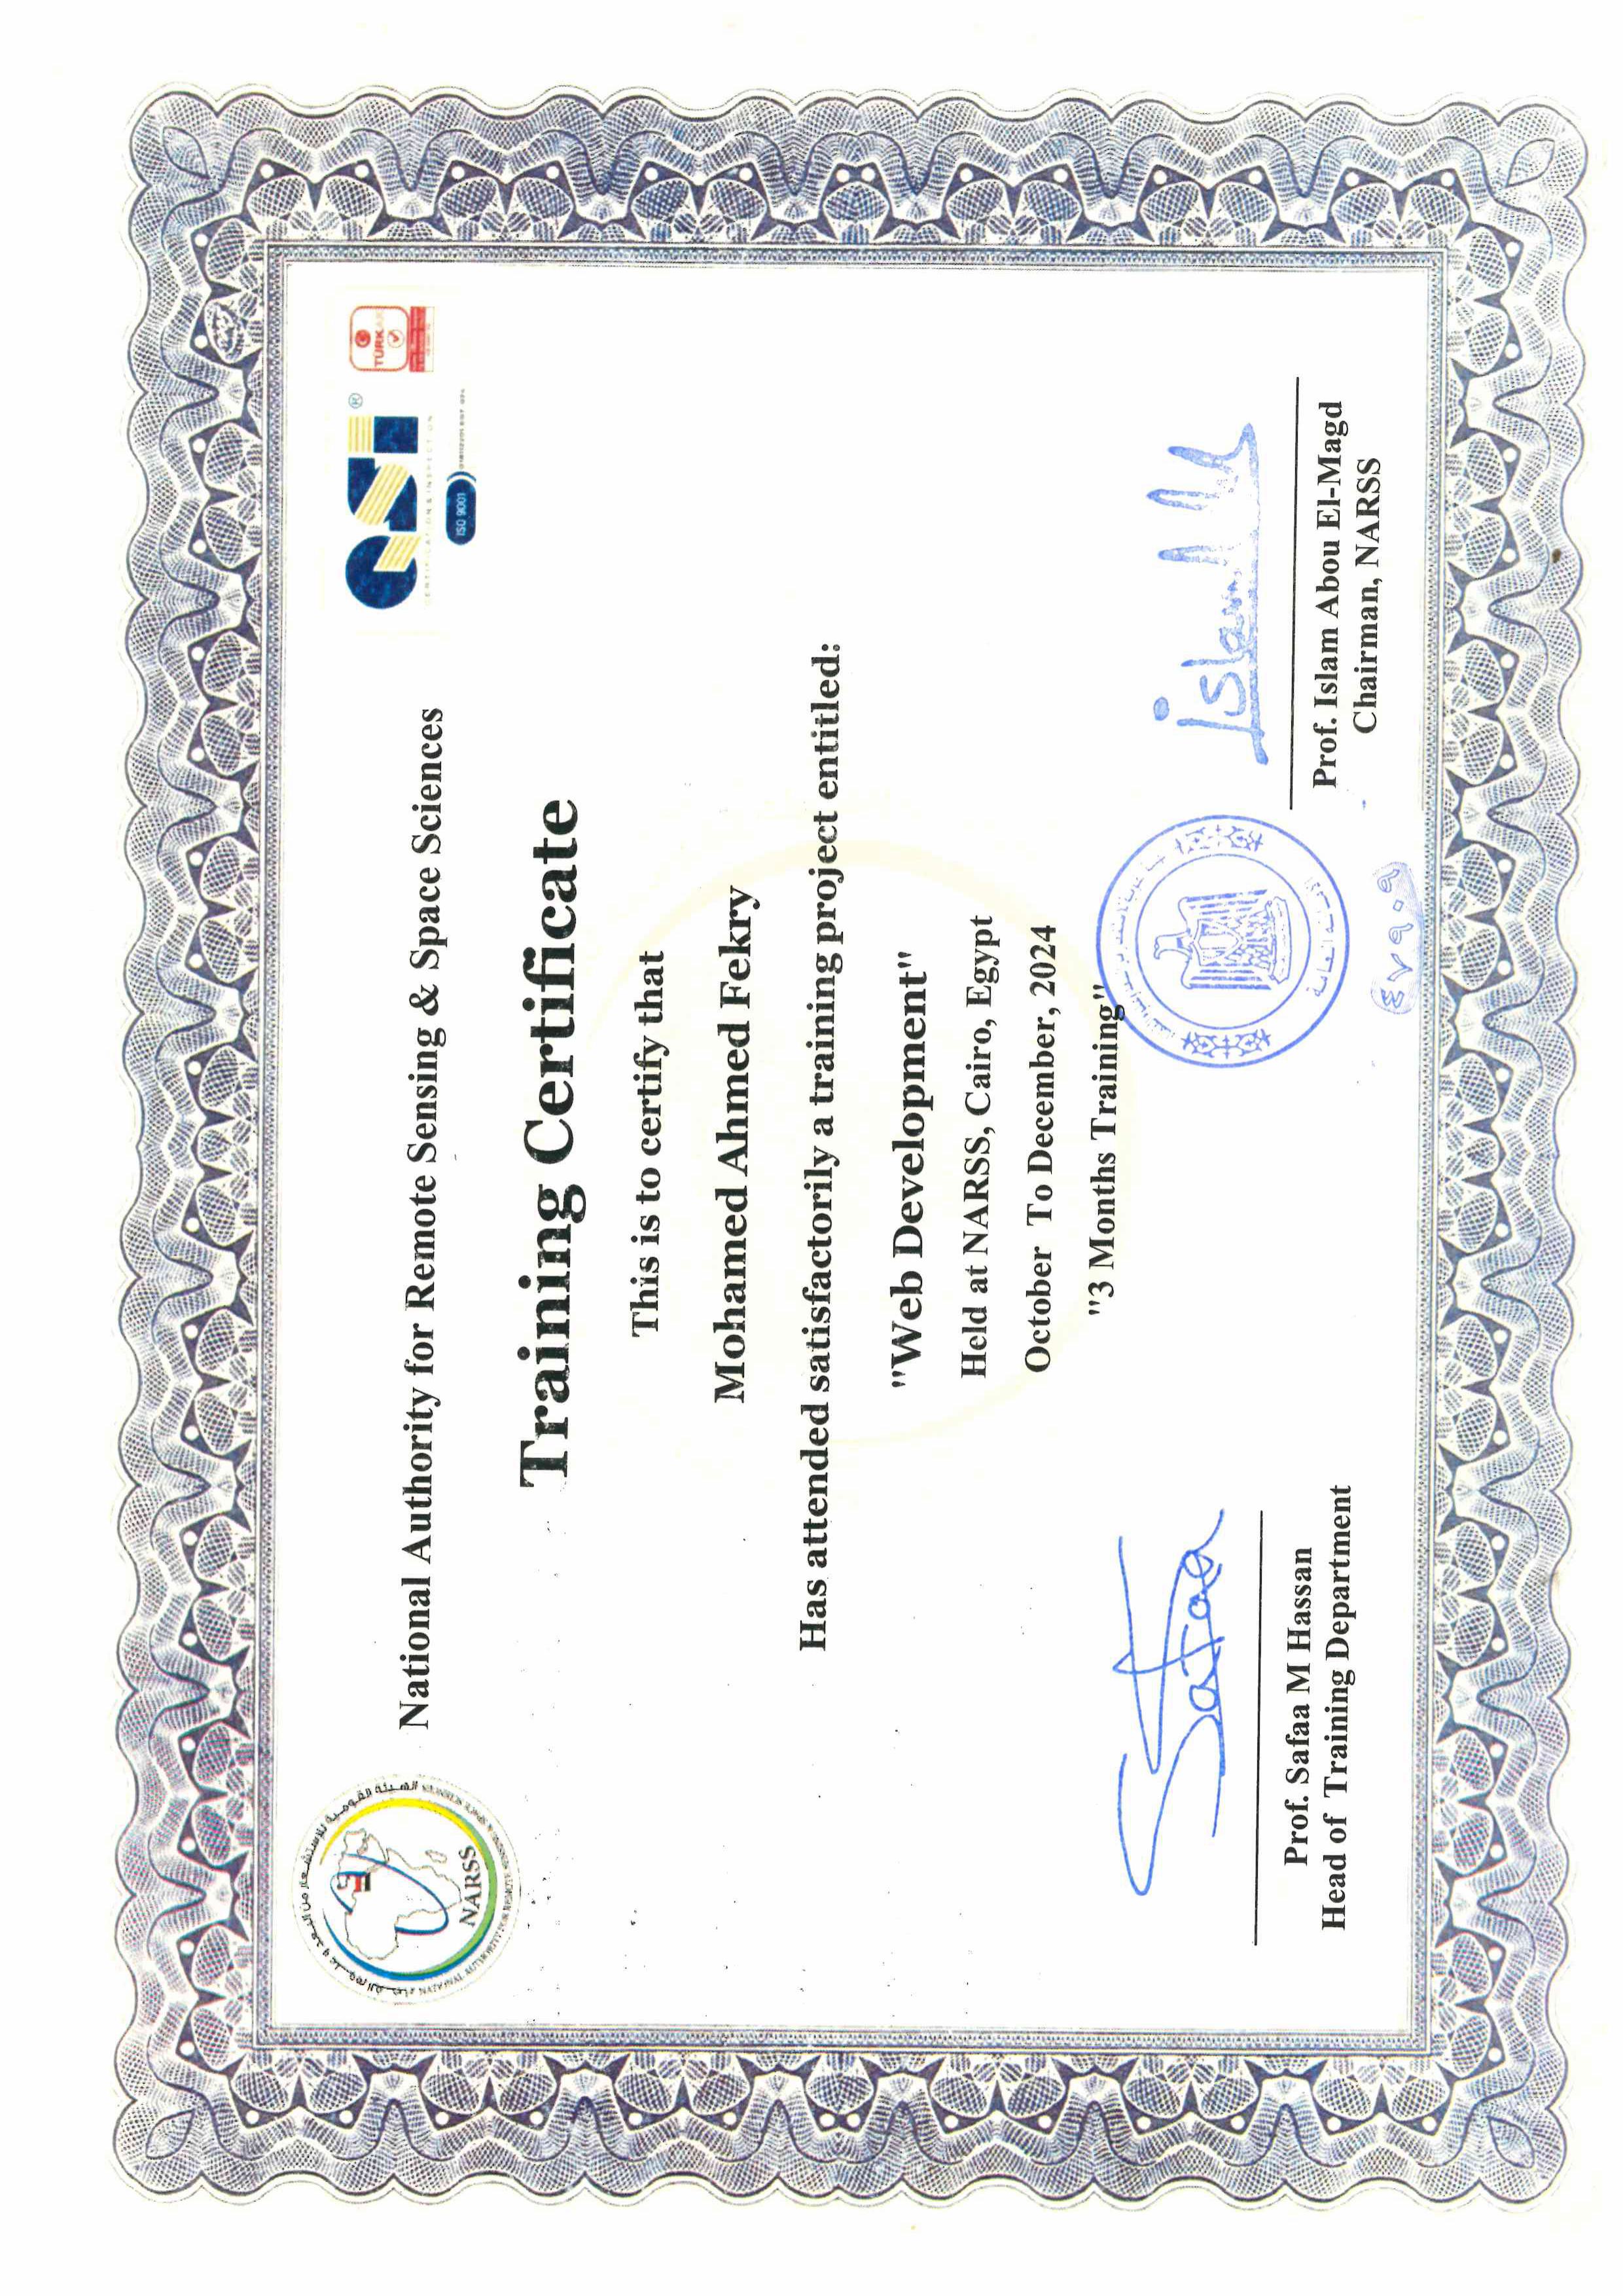 الهيئة القومية للإستشعار من البعد و علوم الفضاء
NARSS
NATIONAL AUTHORITY FOR REMOTE SENSING & SPACE SCIENCES
National Authority for Remote Sensing & Space Sciences
QSI ®
CERTIFICATION & INSPECTION
ISO 9001
TÜRKAK
Training Certificate
This is to certify that
Mohamed Ahmed Fekry
Has attended satisfactorily a training project entitled:
"Web Development"
Held at NARSS, Cairo, Egypt
October To December, 2024
"3 Months Training"
Safaa
Islam
الامانة العامة
Prof. Safaa M Hassan
Head of Training Department
Prof. Islam Abou El-Magd
Chairman, NARSS
٤٧٩٠٩